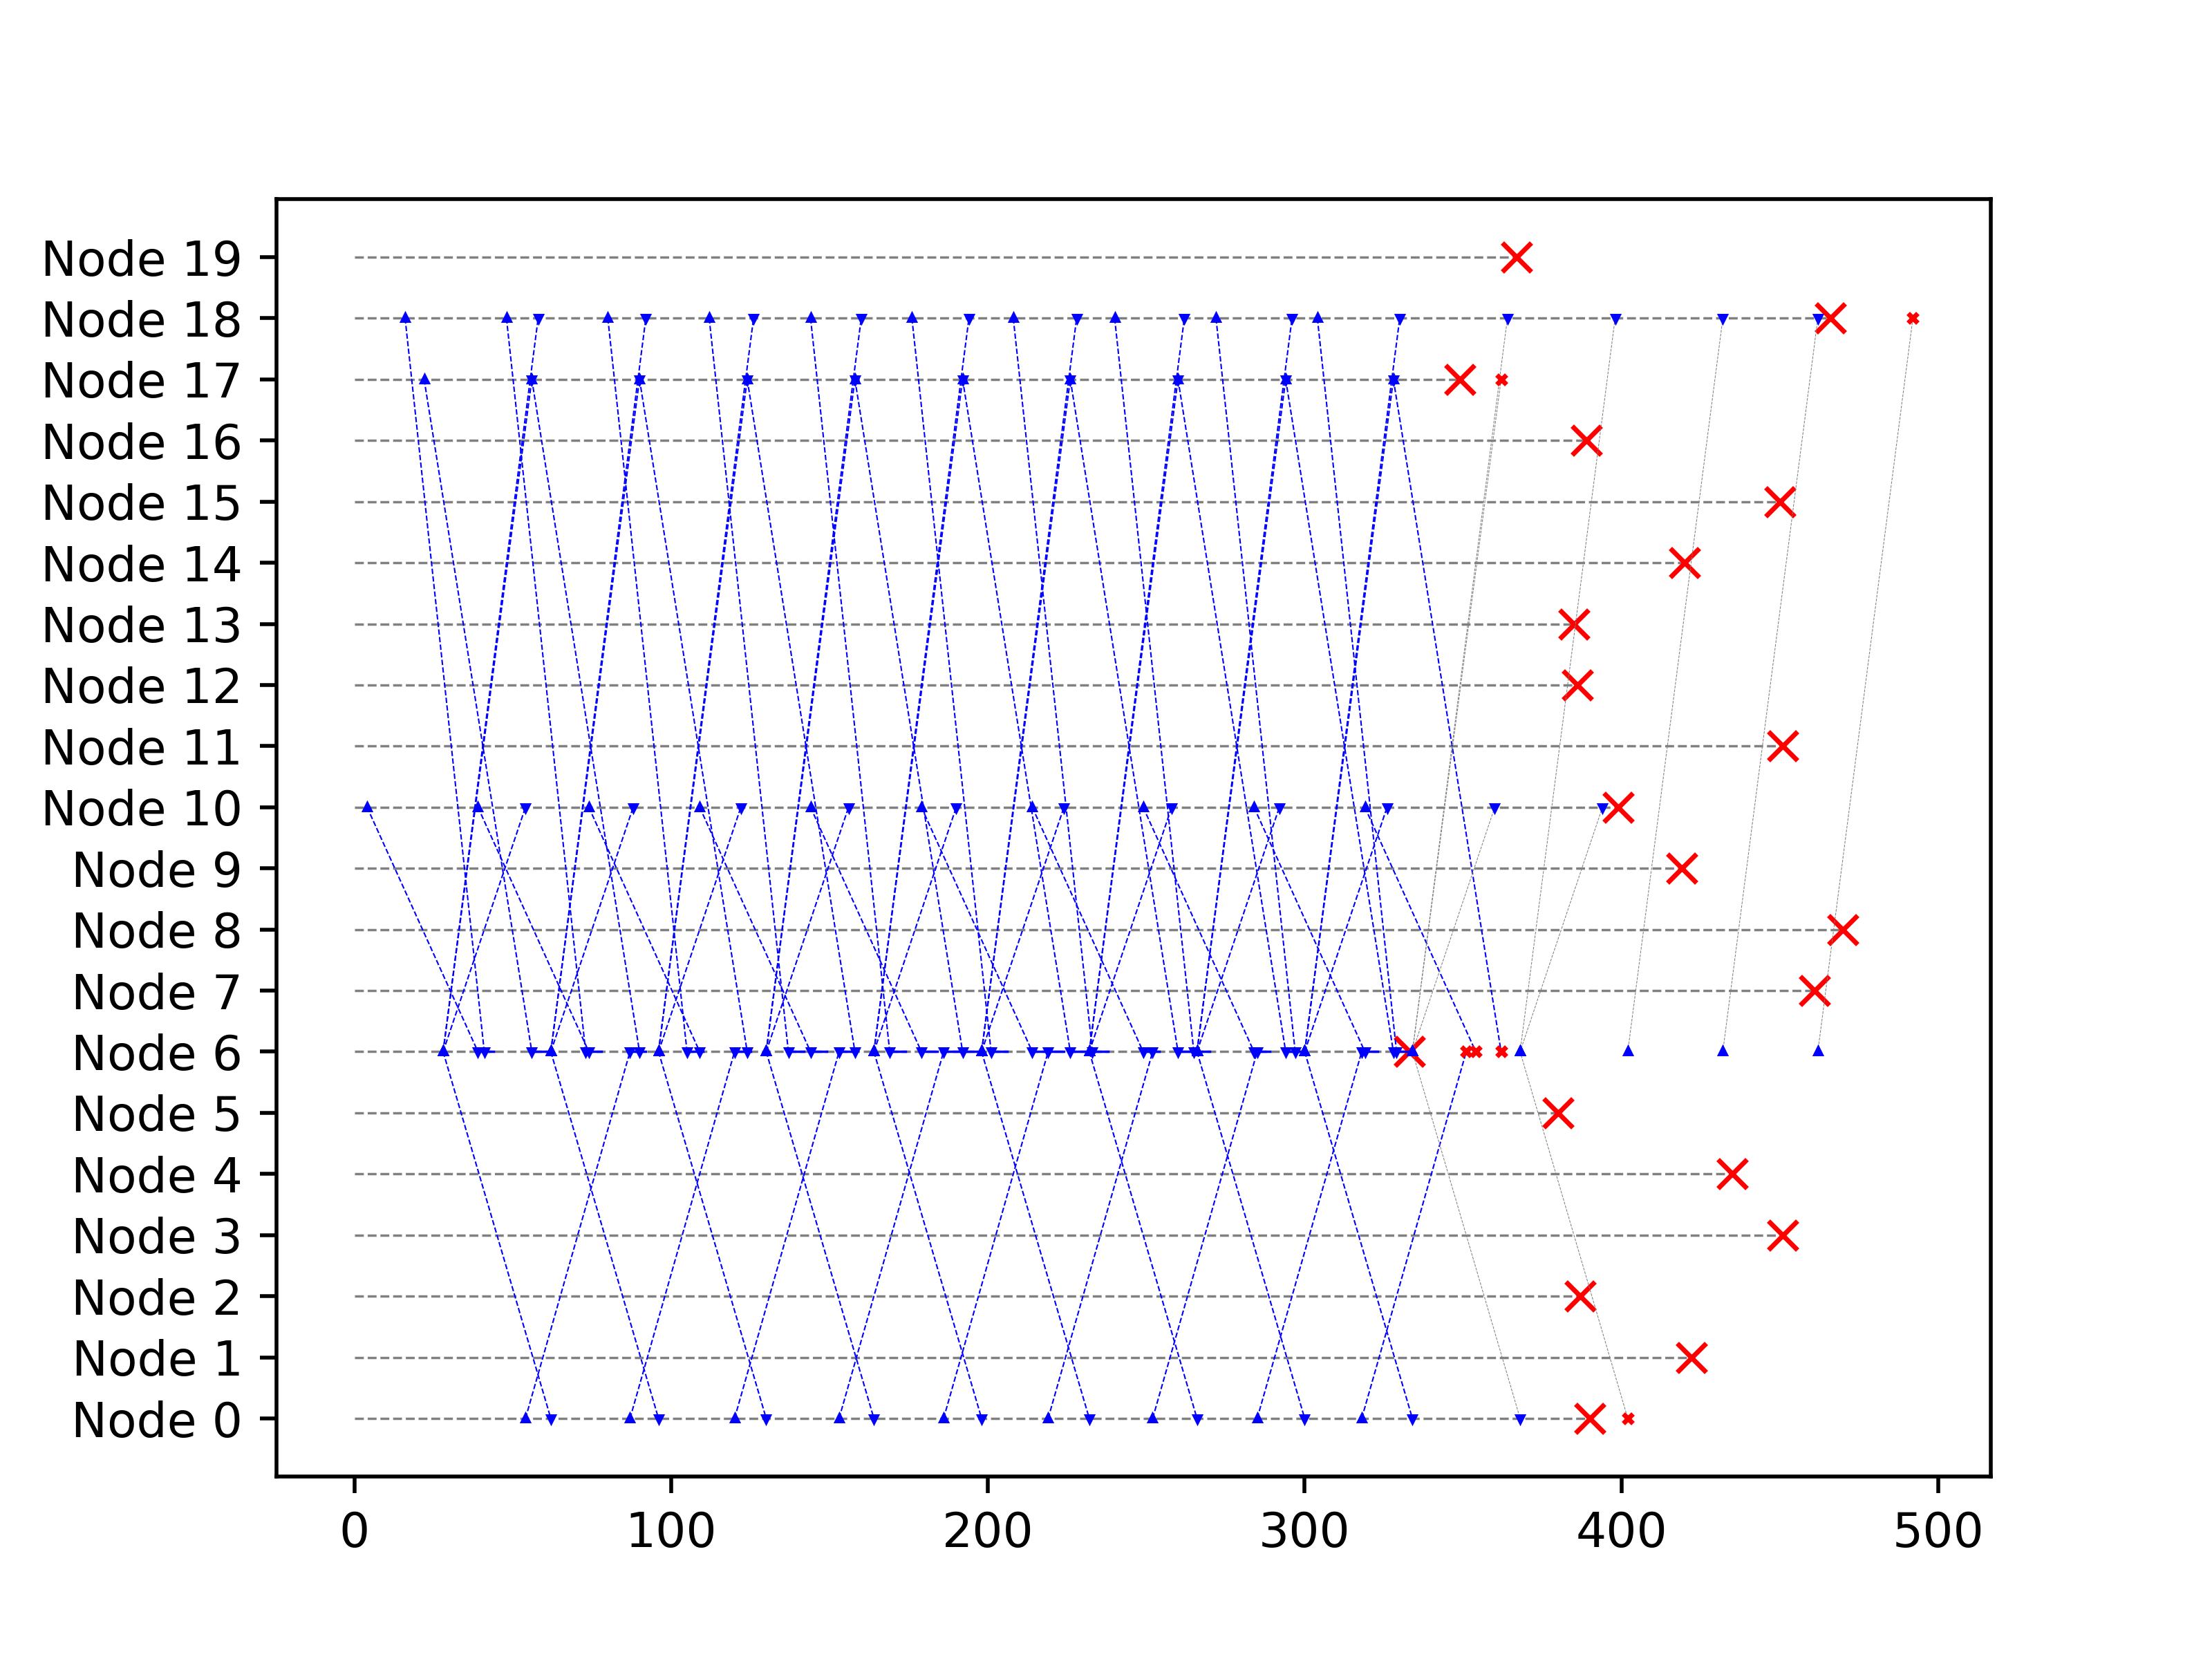 Node 19
Node 18
Node 17
Node 16
Node 15
Node 14
Node 13
Node 12
Node 11
Node 10
Node 9
Node 8
Node 7
Node 6
Node 5
Node 4
Node 3
Node 2
Node 1
Node 0
0 100 200 300 400 500